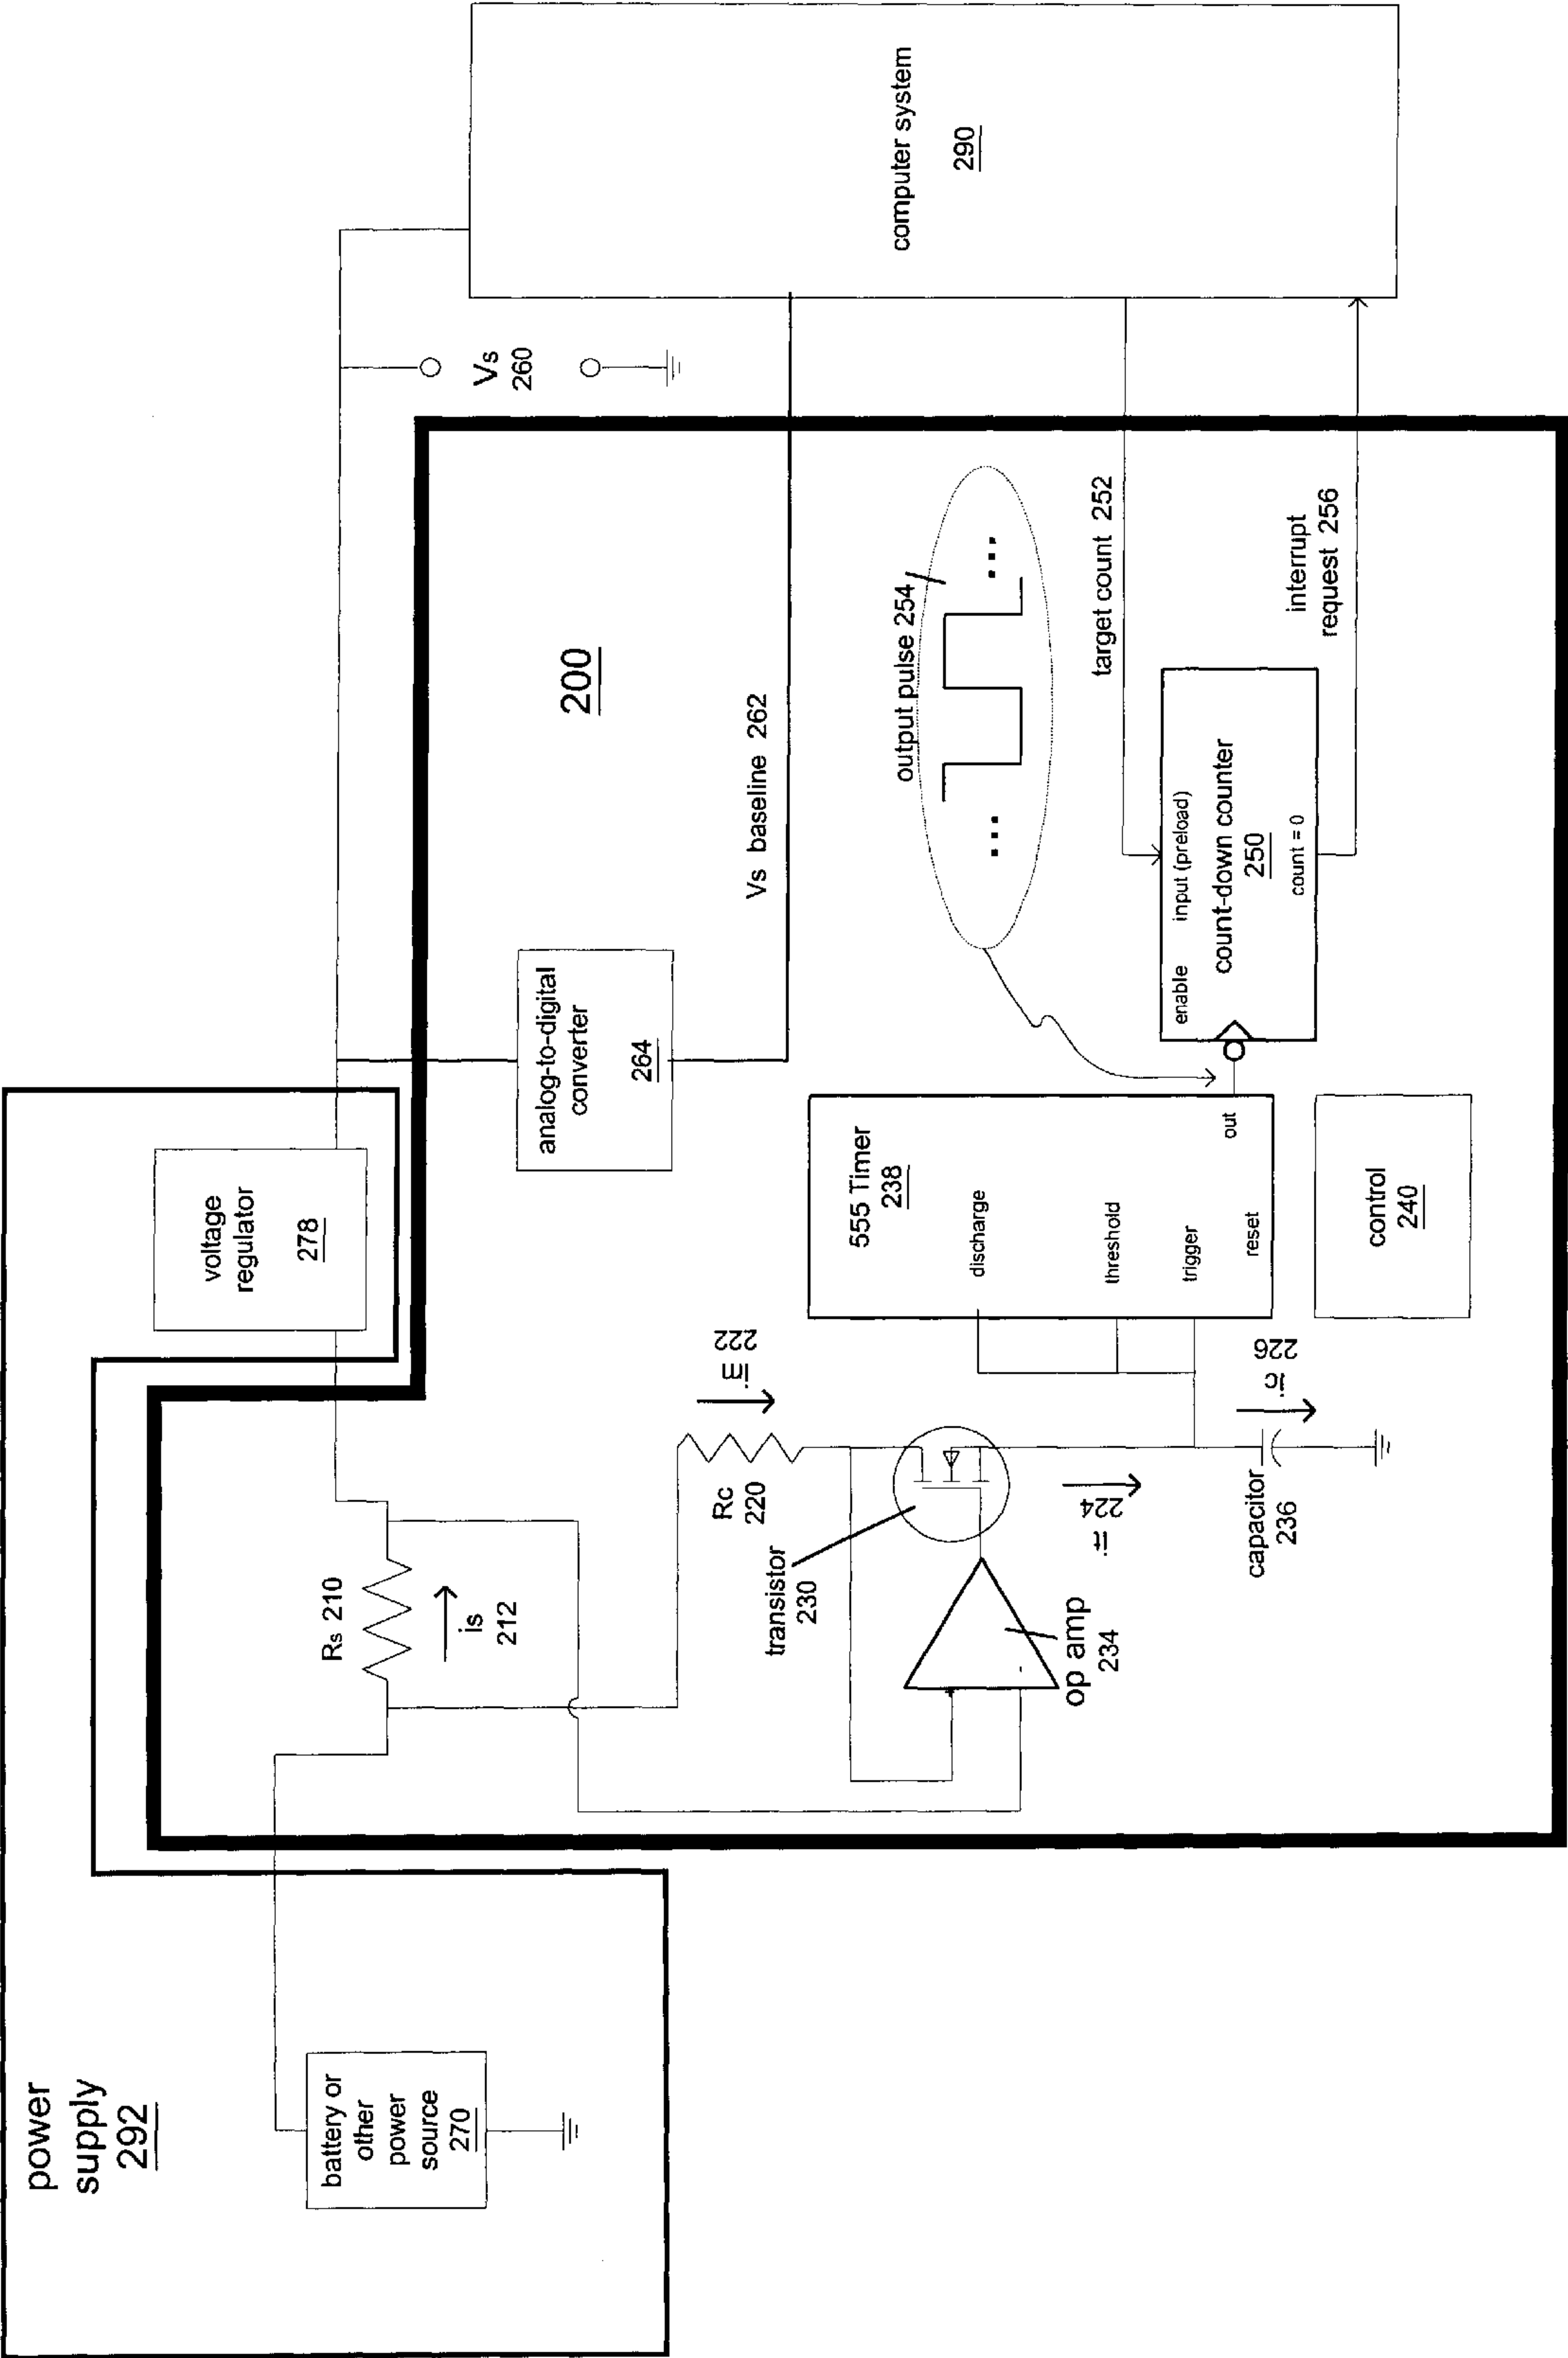 power
supply
292
battery or
other
power
source
270
Rs 210
is
212
voltage
regulator
278
Vs
260
200
analog-to-digital
converter
264
Vs baseline 262
computer system
290
Rc
220
im
222
transistor
230
op amp
234
+
-
it
224
capacitor
236
ic
226
555 Timer
238
discharge
threshold
trigger
reset
out
control
240
output pulse 254
...
...
target count 252
enable input (preload)
count-down counter
250
count = 0
interrupt
request 256